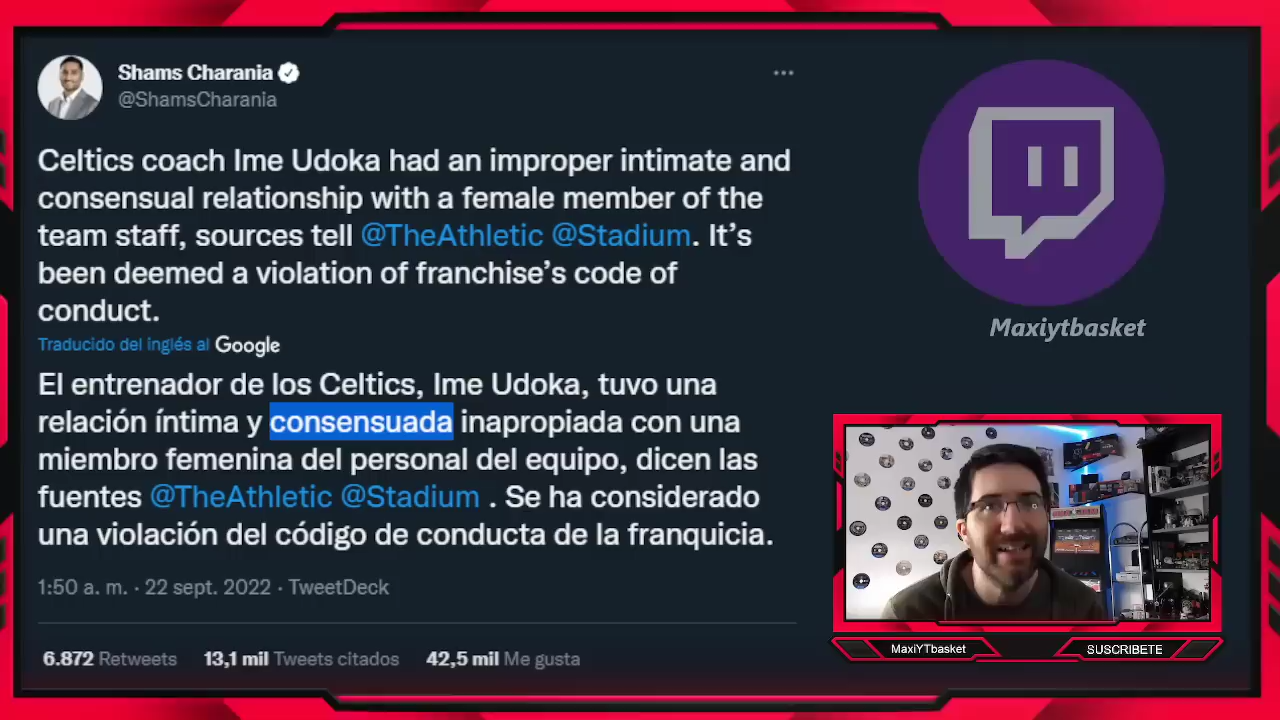 Shams Charania
@ShamsCharania
Celtics coach Ime Udoka had an improper intimate and
consensual relationship with a female member of the
team staff, sources tell @TheAthletic @Stadium. It’s
been deemed a violation of franchise’s code of
conduct.
Traducido del inglés al Google
El entrenador de los Celtics, Ime Udoka, tuvo una
relación íntima y consensuada inapropiada con una
miembro femenina del personal del equipo, dicen las
fuentes @TheAthletic @Stadium . Se ha considerado
una violación del código de conducta de la franquicia.
1:50 a. m. · 22 sept. 2022 · TweetDeck
6.872 Retweets 13,1 mil Tweets citados 42,5 mil Me gusta
Maxiytbasket
MaxiYTbasket
SUSCRIBETE